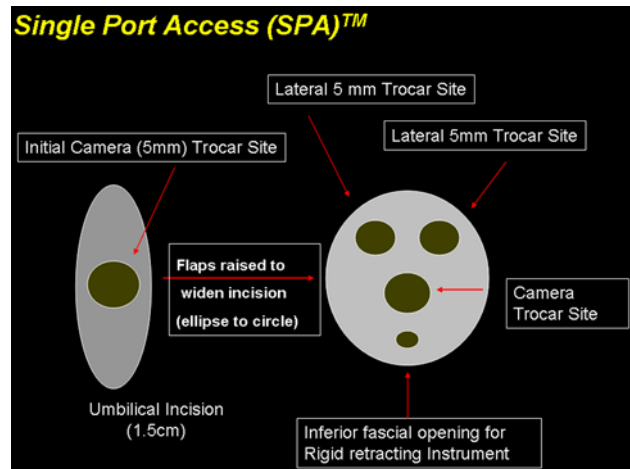 Single Port Access (SPA)™
Lateral 5 mm Trocar Site
Initial Camera (5mm) Trocar Site
Lateral 5mm Trocar Site
Flaps raised to
widen incision
(ellipse to circle)
Camera
Trocar Site
Umbilical Incision
(1.5cm)
Inferior fascial opening for
Rigid retracting Instrument